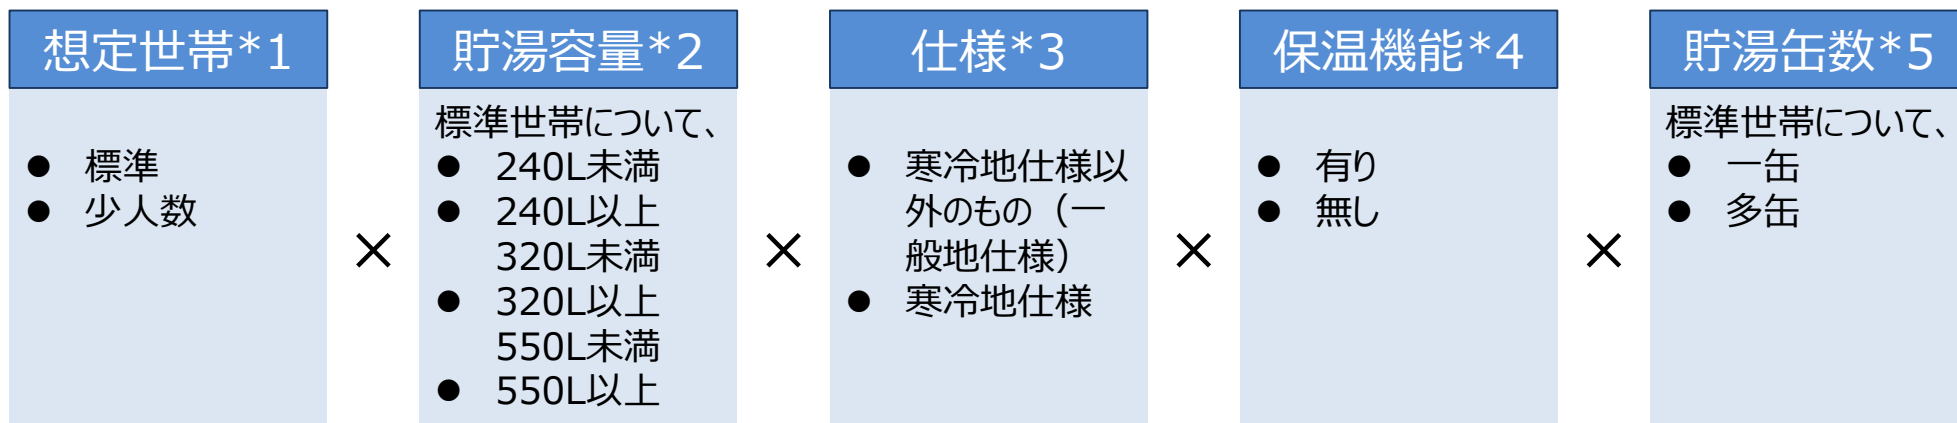 想定世帯*1
● 標準
● 少人数
×
貯湯容量*2
標準世帯について、
● 240L未満
● 240L以上
320L未満
● 320L以上
550L未満
● 550L以上
×
仕様*3
● 寒冷地仕様以
外のもの（一
般地仕様）
● 寒冷地仕様
×
保温機能*4
● 有り
● 無し
×
貯湯缶数*5
標準世帯について、
● 一缶
● 多缶